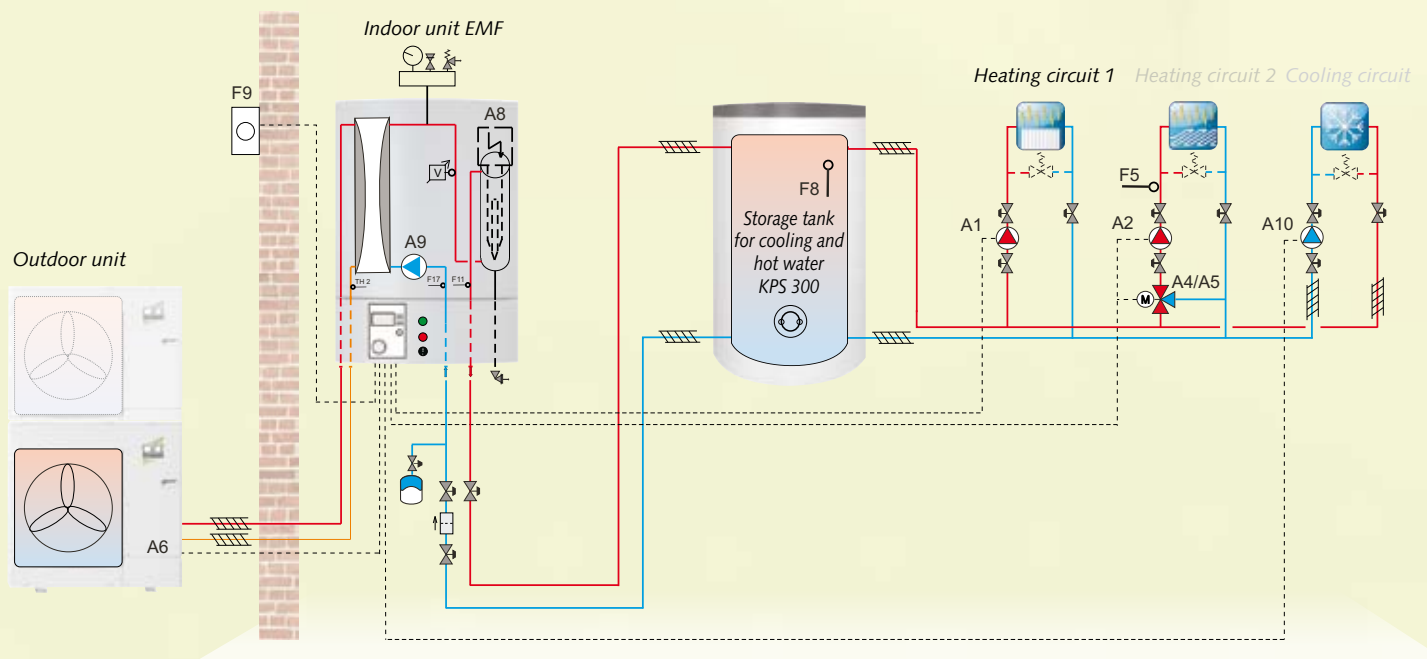 Indoor unit EMF
Heating circuit 1
Heating circuit 2
Cooling circuit
F9
A8
V
F8
F5
Storage tank
for cooling and
hot water
KPS 300
A1
A2
A10
A9
Outdoor unit
TH 2
F17
F11
A4/A5
M
A6